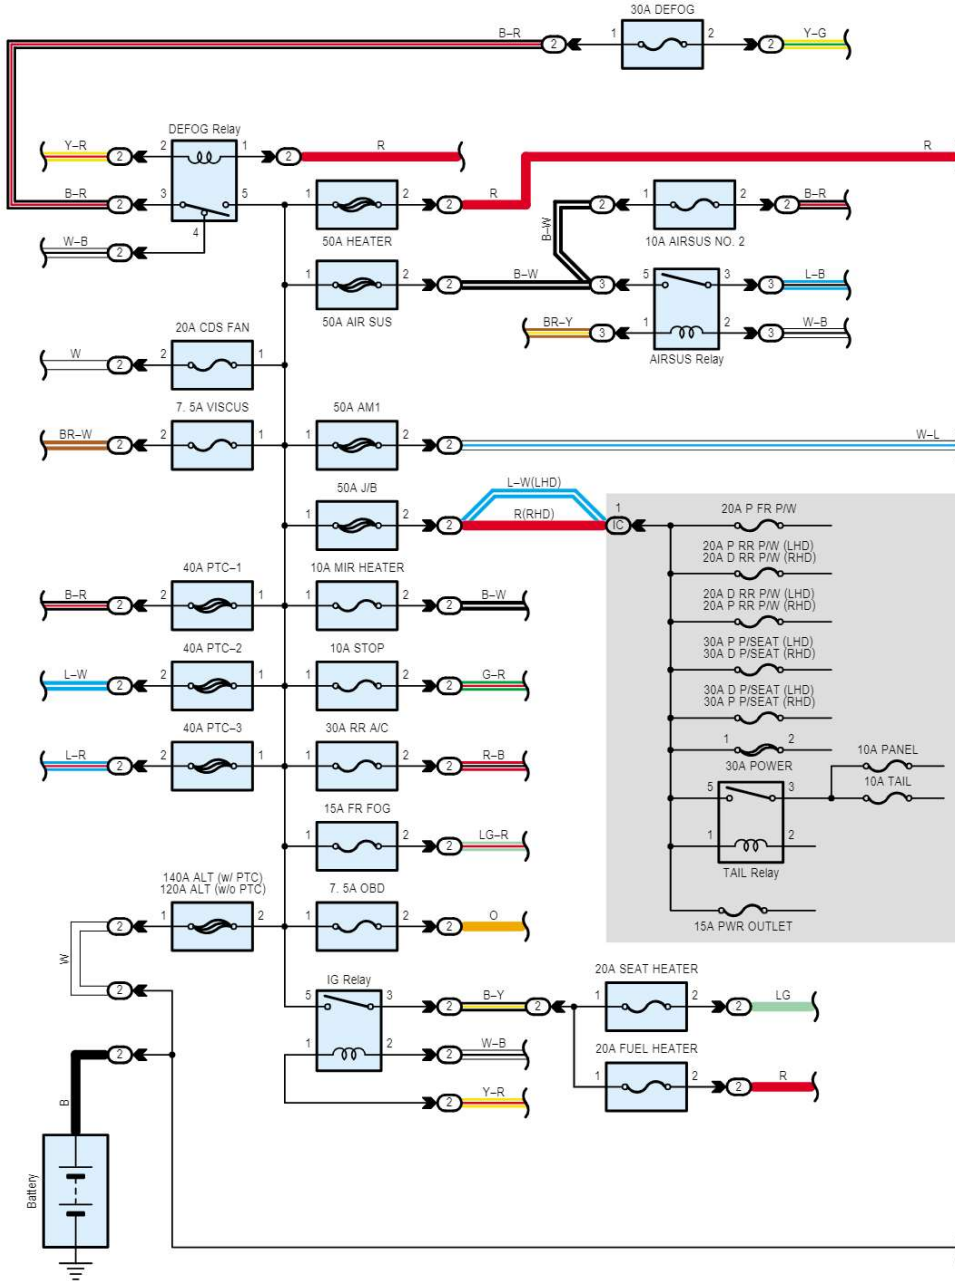 30A DEFOG
B–R 2 1 2 2 Y–G
DEFOG Relay
Y–R 2 2 1 2 R R
B–R 2 3 5 1 2 2 R 2 1 2 2 B–R
4
W–B 2 50A HEATER B–W 10A AIRSUS NO. 2
1 2 2 B–W 3 5 3 3 L–B
50A AIR SUS
20A CDS FAN BR–Y 3 1 2 3 W–B
W 2 2 1 AIRSUS Relay
7. 5A VISCUS 50A AM1
BR–W 2 2 1 1 2 2 W–L
50A J/B L–W(LHD)
1 2 2 R(RHD) 1 IC 20A P FR P/W
20A P RR P/W (LHD)
20A D RR P/W (RHD)
40A PTC–1 10A MIR HEATER
B–R 2 2 1 1 2 2 B–W
20A D RR P/W (LHD)
20A P RR P/W (RHD)
30A P P/SEAT (LHD)
30A D P/SEAT (RHD)
40A PTC–2 10A STOP
L–W 2 2 1 1 2 2 G–R
30A D P/SEAT (LHD)
30A P P/SEAT (RHD)
40A PTC–3 30A RR A/C
L–R 2 2 1 1 2 2 R–B
1 2
30A POWER
10A PANEL
10A TAIL
5 3
1 2
TAIL Relay
15A FR FOG
1 2 2 LG–R
140A ALT (w/ PTC)
120A ALT (w/o PTC)
7. 5A OBD
2 1 2 1 2 2 O
15A PWR OUTLET
W
2
IG Relay
5 3 2 B–Y 2
20A SEAT HEATER
1 2 2 LG
2 1 2 2 W–B
20A FUEL HEATER
1 2 2 R
2 Y–R
B
Battery